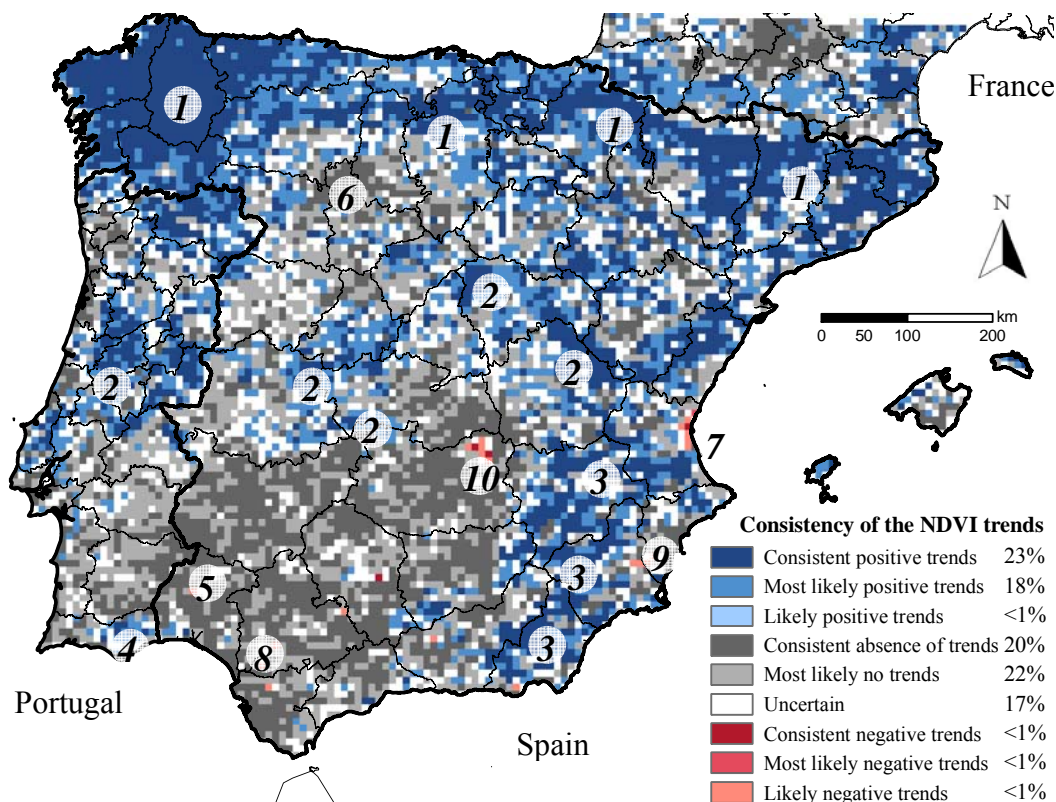 France
1
1
1
1
6
N
2
km
0 50 100 200
2
2
2
2
7
10
3
Consistency of the NDVI trends
9
Consistent positive trends 23%
5
3
Most likely positive trends 18%
Likely positive trends <1%
4
8
3
Consistent absence of trends 20%
Most likely no trends 22%
Portugal
Uncertain 17%
Spain
Consistent negative trends <1%
Most likely negative trends <1%
Likely negative trends <1%